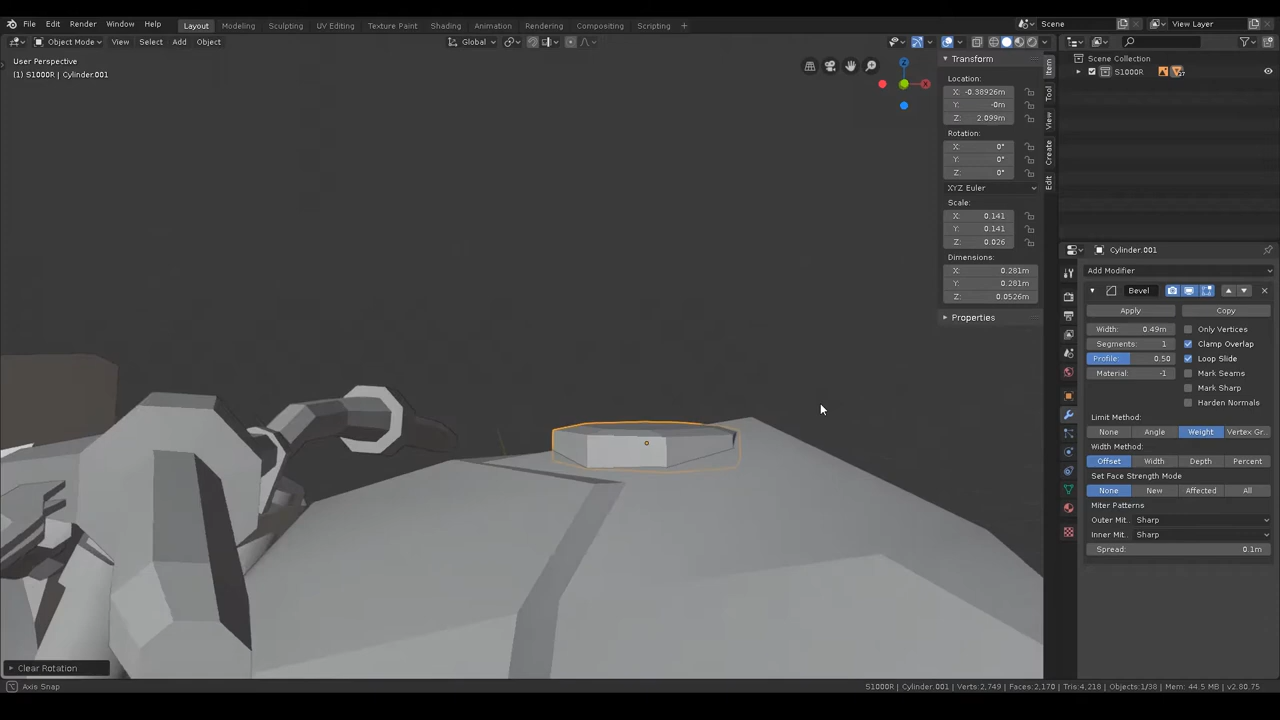 File Edit Render Window Help Layout Modeling Sculpting UV Editing Texture Paint Shading Animation Rendering Compositing Scripting + Scene View Layer
Object Mode View Select Add Object Global
User Perspective
(1) S1000R | Cylinder.001
Transform
Location:
X: -0.38926m
Y: -0m
Z: 2.099m
Rotation:
X: 0°
Y: 0°
Z: 0°
XYZ Euler
Scale:
X: 0.141
Y: 0.141
Z: 0.026
Dimensions:
X: 0.281m
Y: 0.283m
Z: 0.0526m
Properties
Item
Tool
View
Create
Edit
Scene Collection
S1000R
Cylinder.001
Add Modifier
Bevel
Apply Copy
Width: 0.49m Only Vertices
Segments: 1 Clamp Overlap
Profile: 0.50 Loop Slide
Material: -1 Mark Seams
Mark Sharp
Harden Normals
Limit Method:
None Angle Weight Vertex Gr..
Width Method:
Offset Width Depth Percent
Set Face Strength Mode
None New Affected All
Miter Patterns
Outer Mit.. Sharp
Inner Mit.. Sharp
Spread: 0.1m
Clear Rotation
Axis Snap S1000R | Cylinder.001 | Verts:2,749 | Faces:2,170 | Tris:4,218 | Objects:1/38 | Mem: 44.5 MB | v2.80.75